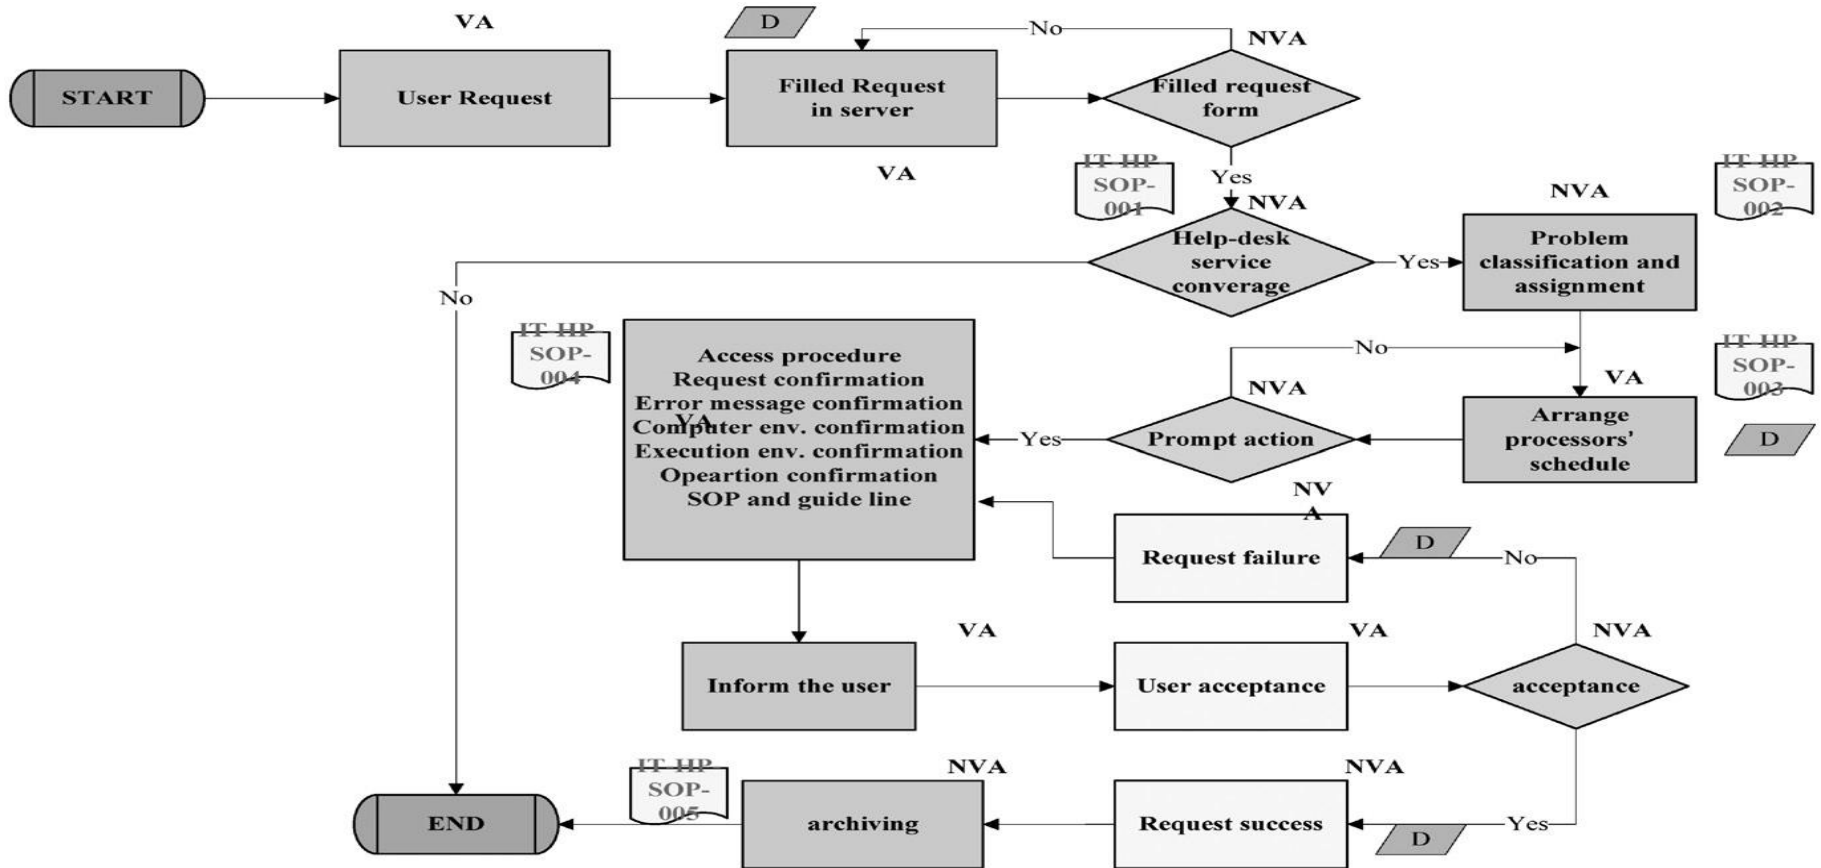 VA
D
No
NVA
START
User Request
Filled Request
in server
Filled request
form
VA
IT-HP-
SOP-
001
Yes
NVA
NVA
IT-HP-
SOP-
002
Help-desk
service
converage
Yes
Problem
classification and
assignment
No
IT-HP-
SOP-
004
Access procedure
Request confirmation
Error message confirmation
VA
Computer env. confirmation
Execution env. confirmation
Opeartion confirmation
SOP and guide line
No
NVA
VA
IT-HP-
SOP-
003
Yes
Prompt action
Arrange
processors'
schedule
D
NV
A
Request failure
D
No
VA
VA
NVA
Inform the user
User acceptance
acceptance
IT-HP-
SOP-
005
NVA
NVA
END
archiving
Request success
D
Yes